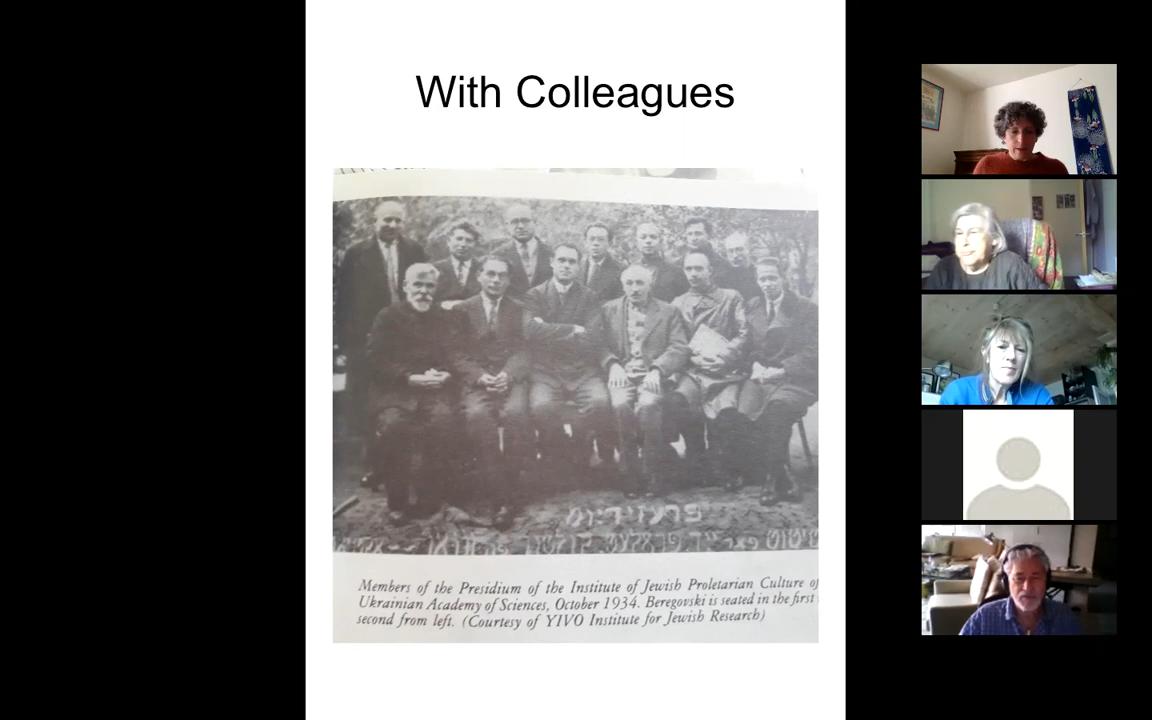 With Colleagues
פרעזידיום
Members of the Presidium of the Institute of Jewish Proletarian Culture of
Ukrainian Academy of Sciences, October 1934. Beregovski is seated in the first
second from left. (Courtesy of YIVO Institute for Jewish Research)